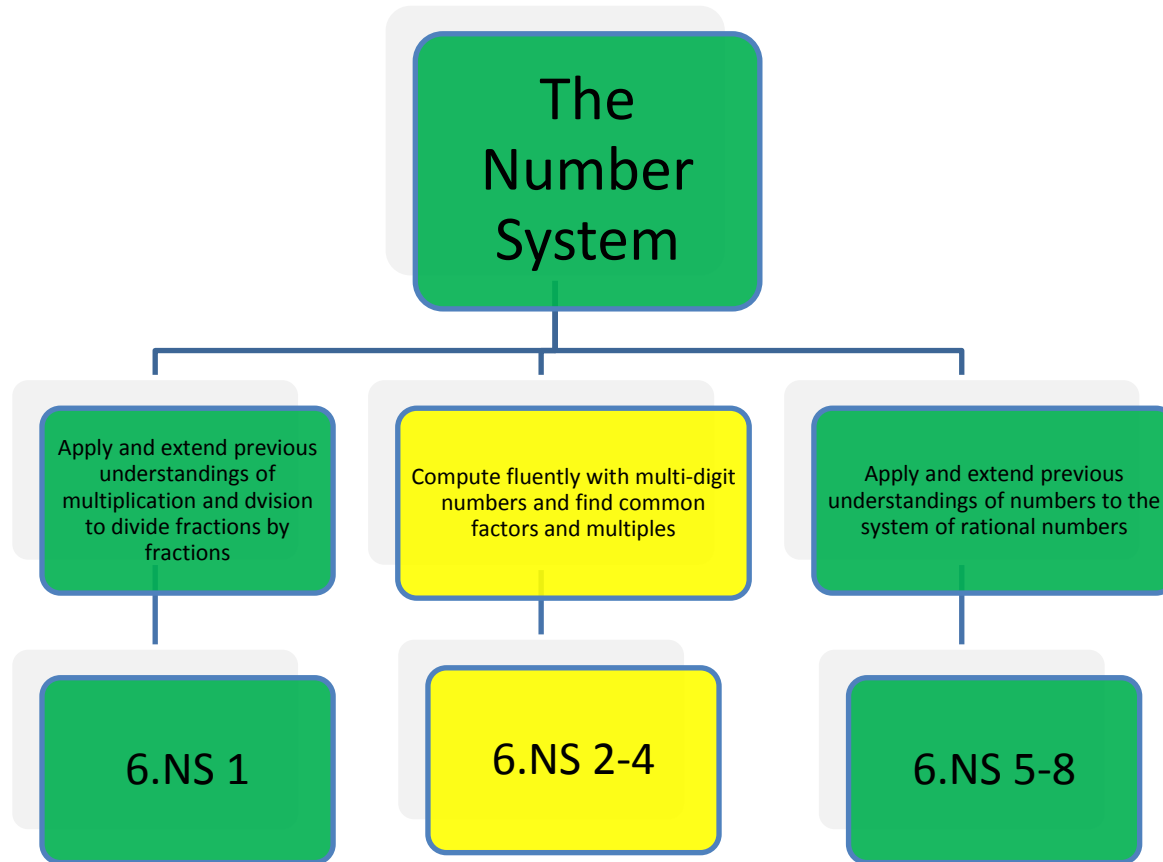 The
Number
System
Apply and extend previous
understandings of
multiplication and dvision
to divide fractions by
fractions
Compute fluently with multi-digit
numbers and find common
factors and multiples
Apply and extend previous
understandings of numbers to the
system of rational numbers
6.NS 1
6.NS 2-4
6.NS 5-8